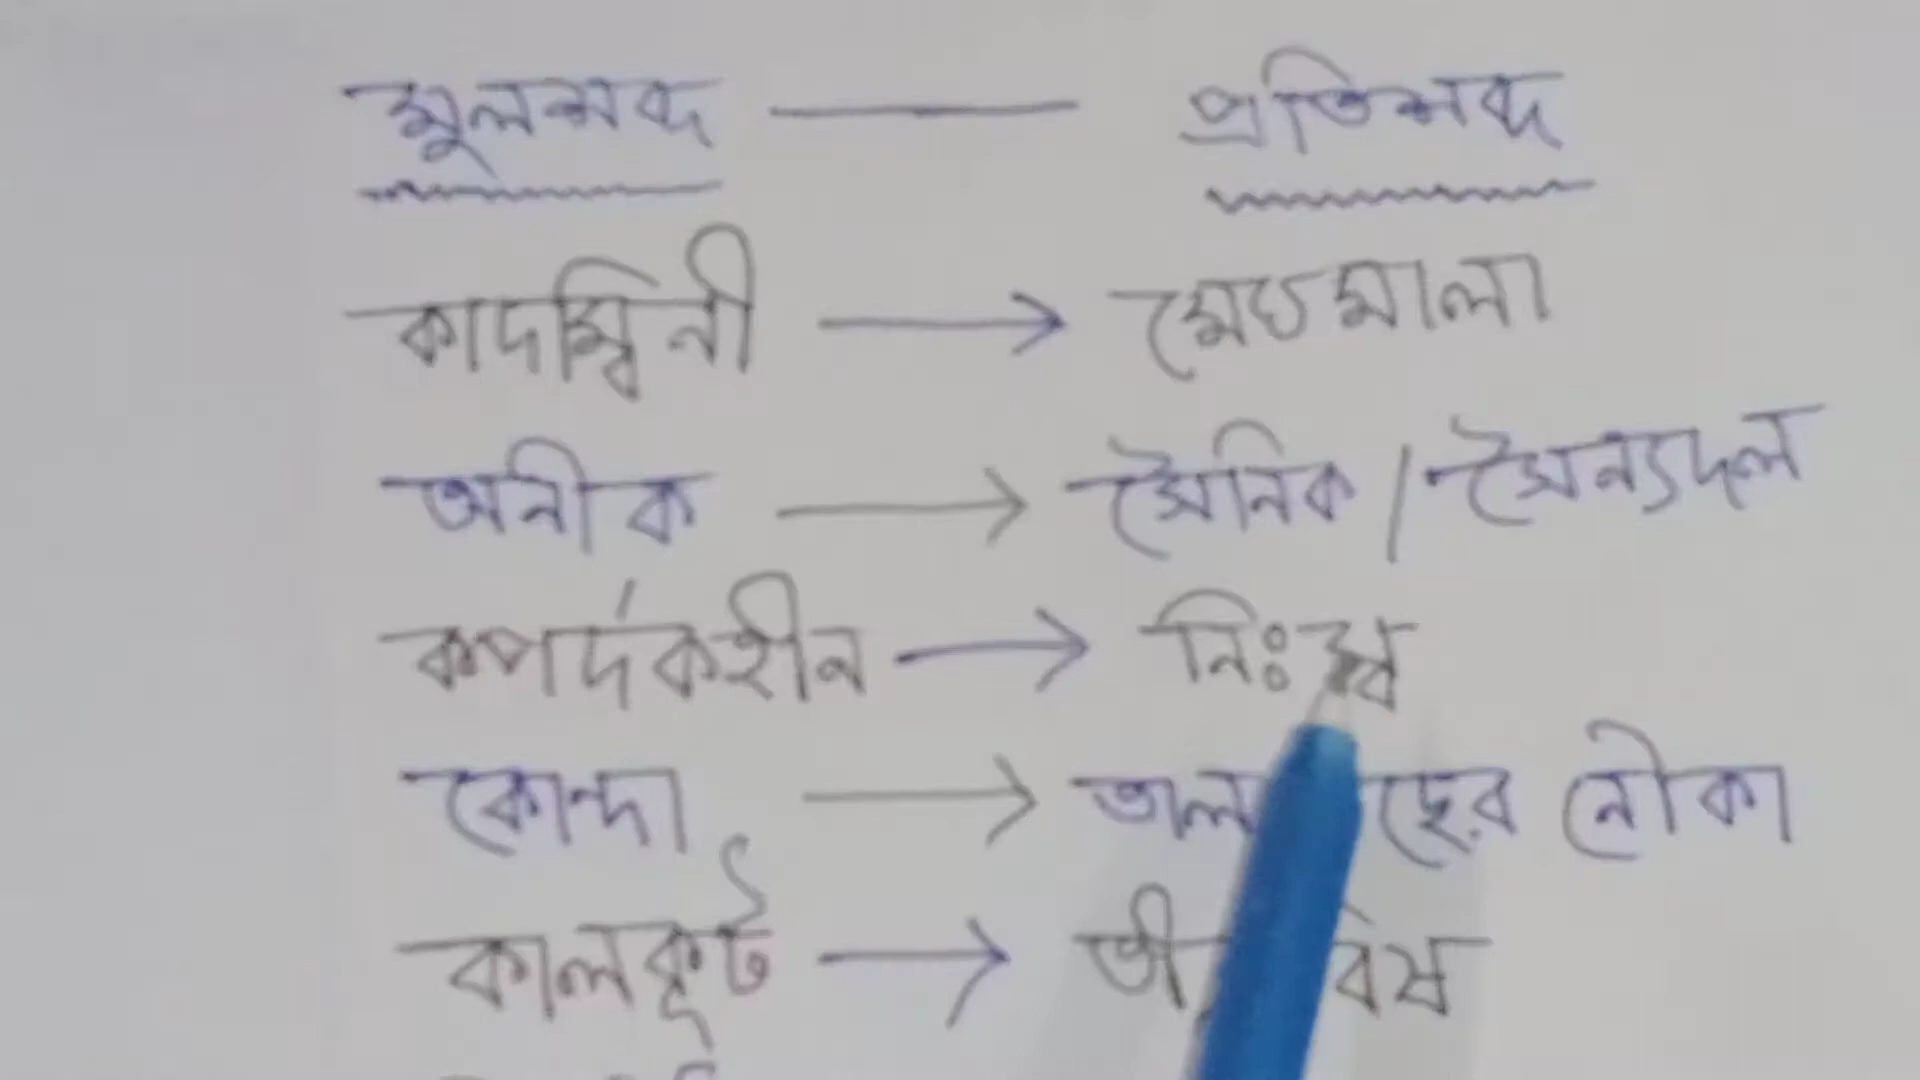 মুলশব্দ — প্রতিশব্দ
কাদম্বিনী → মেঘমালা
অনীক → সৈনিক / সৈন্যদল
কপর্দকহীন → নিঃস্ব
কোন্দা → নৌকা
কালকূট → বিষ